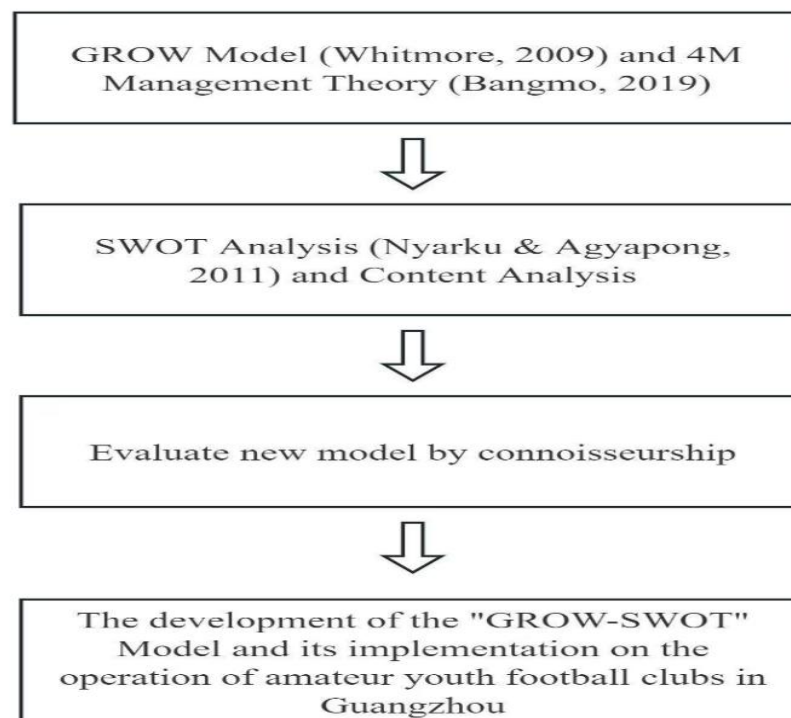 GROW Model (Whitmore, 2009) and 4M
Management Theory (Bangmo, 2019)
SWOT Analysis (Nyarku & Agyapong,
2011) and Content Analysis
Evaluate new model by connoisseurship
The development of the "GROW-SWOT"
Model and its implementation on the
operation of amateur youth football clubs in
Guangzhou